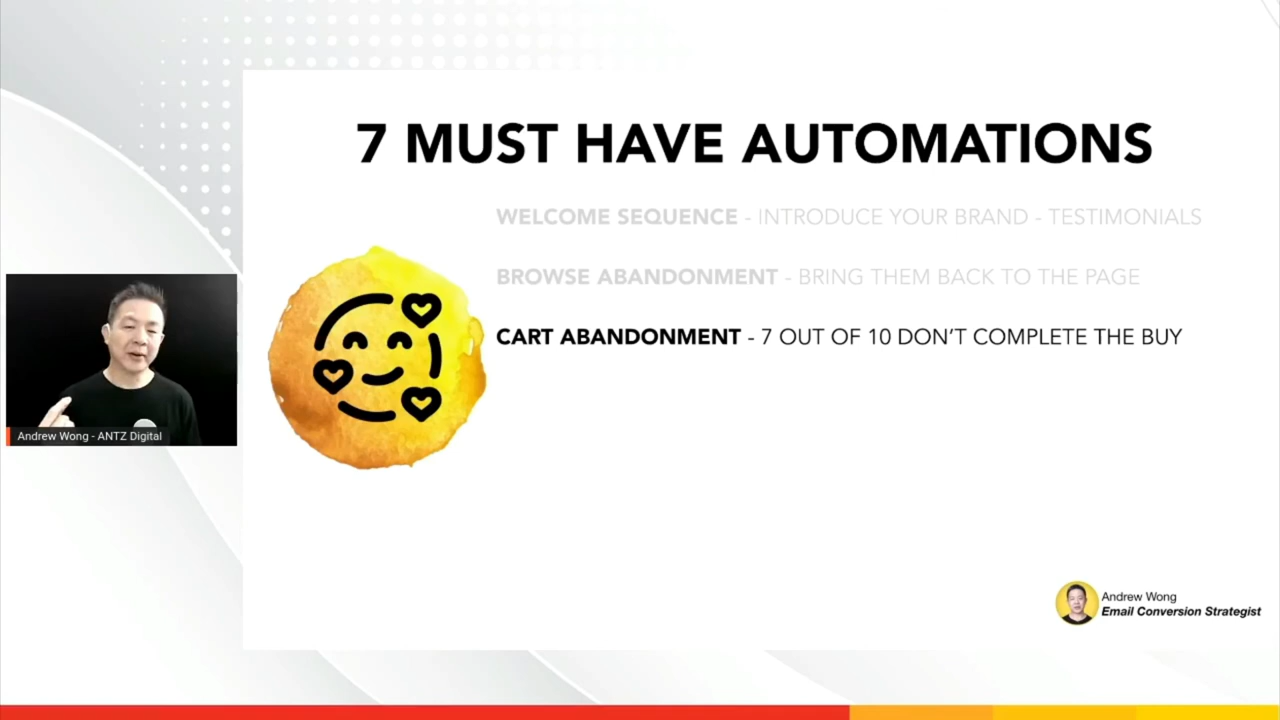 7 MUST HAVE AUTOMATIONS
WELCOME SEQUENCE - INTRODUCE YOUR BRAND - TESTIMONIALS
BROWSE ABANDONMENT - BRING THEM BACK TO THE PAGE
CART ABANDONMENT - 7 OUT OF 10 DON'T COMPLETE THE BUY
Andrew Wong - ANTZ Digital
Andrew Wong
Email Conversion Strategist